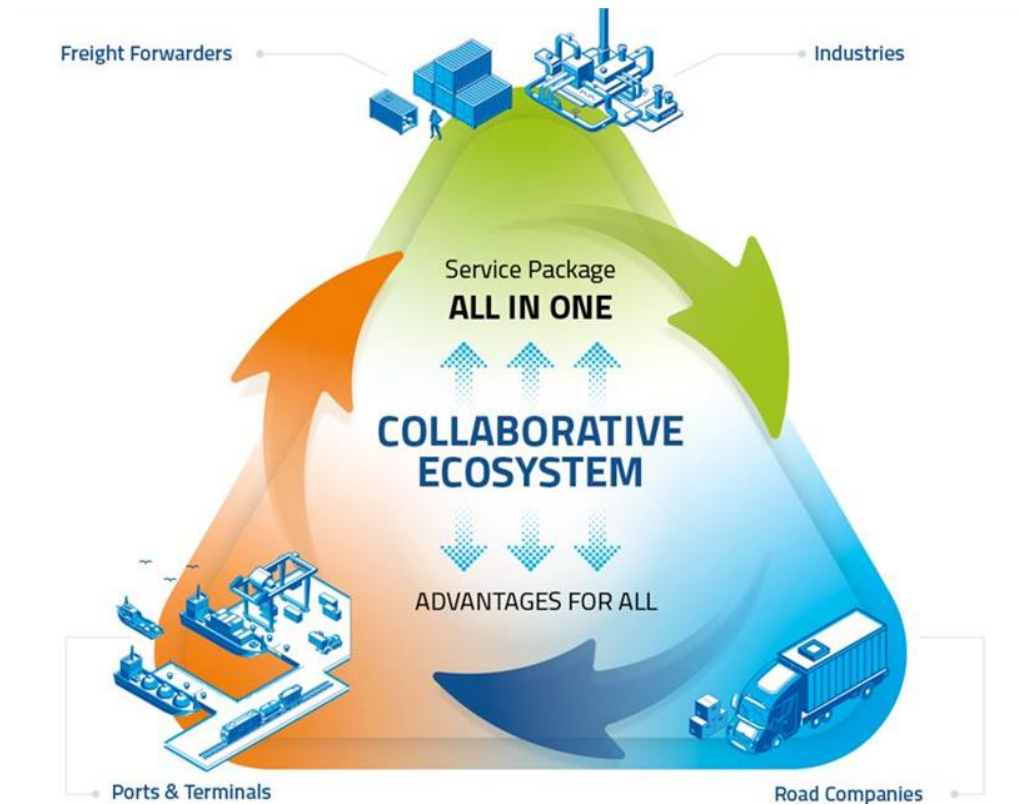 Freight Forwarders
Industries
Service Package
ALL IN ONE
COLLABORATIVE
ECOSYSTEM
ADVANTAGES FOR ALL
Ports & Terminals
Road Companies